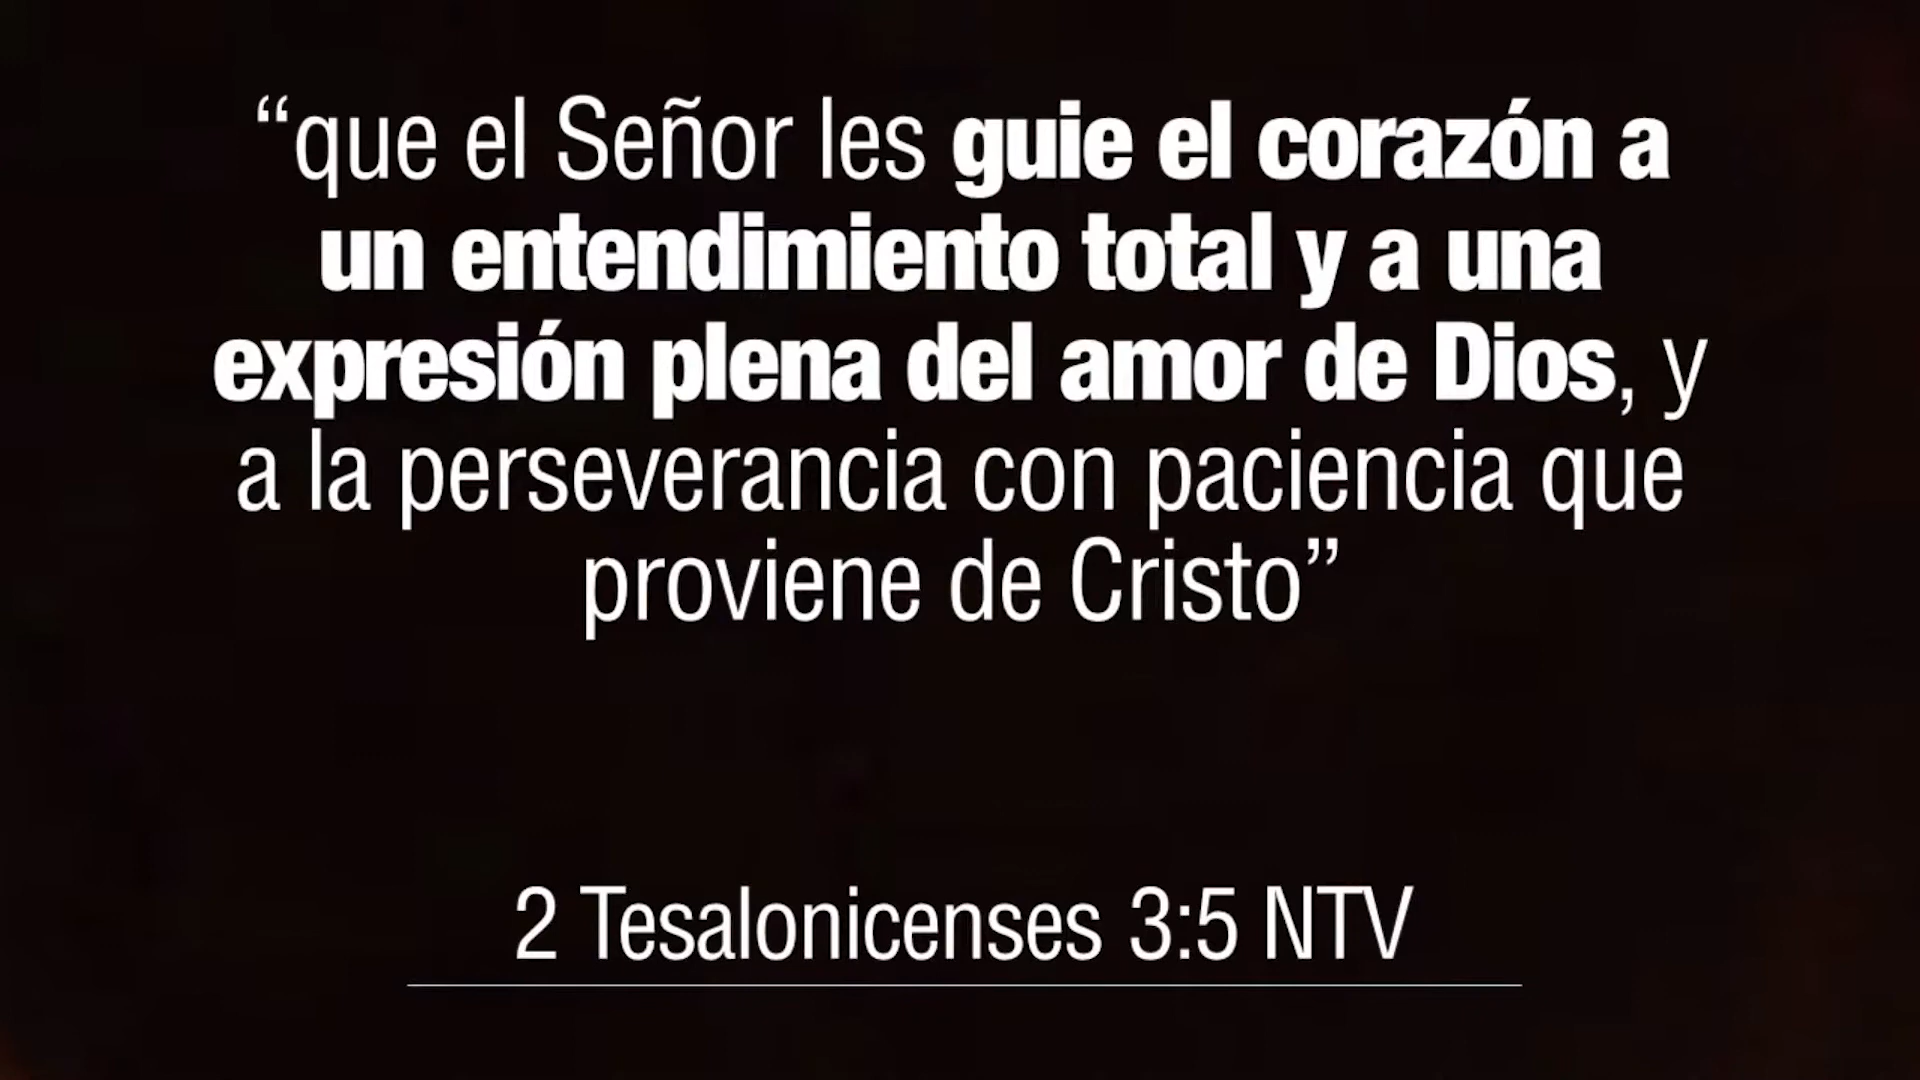 “que el Señor les guie el corazón a
un entendimiento total y a una
expresión plena del amor de Dios, y
a la perseverancia con paciencia que
proviene de Cristo”
2 Tesalonicenses 3:5 NTV